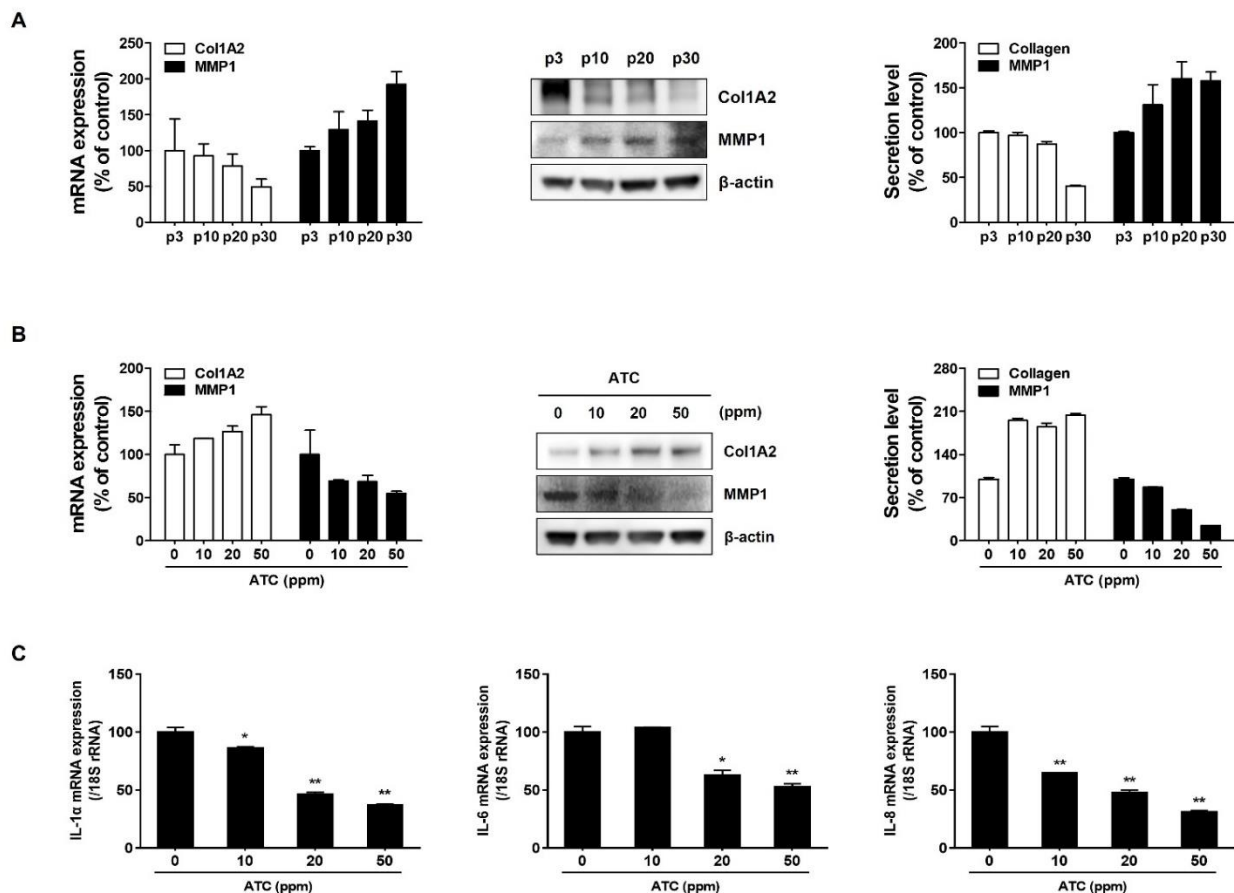 A
mRNA expression
(% of control)
250
200
150
100
50
0
Col1A2
MMP1
p3 p10 p20 p30 p3 p10 p20 p30
p3 p10 p20 p30
Col1A2
MMP1
β-actin
Secretion level
(% of control)
200
150
100
50
0
Collagen
MMP1
p3 p10 p20 p30 p3 p10 p20 p30
B
mRNA expression
(% of control)
200
150
100
50
0
Col1A2
MMP1
0 10 20 50 0 10 20 50
ATC (ppm)
ATC
0 10 20 50 (ppm)
Col1A2
MMP1
β-actin
Secretion level
(% of control)
280
210
140
70
0
Collagen
MMP1
0 10 20 50 0 10 20 50
ATC (ppm)
C
IL-1α mRNA expression
(/18S rRNA)
150
100
50
0
* ** **
0 10 20 50
ATC (ppm)
IL-6 mRNA expression
(/18S rRNA)
150
100
50
0
* **
0 10 20 50
ATC (ppm)
IL-8 mRNA expression
(/18S rRNA)
150
100
50
0
** ** **
0 10 20 50
ATC (ppm)